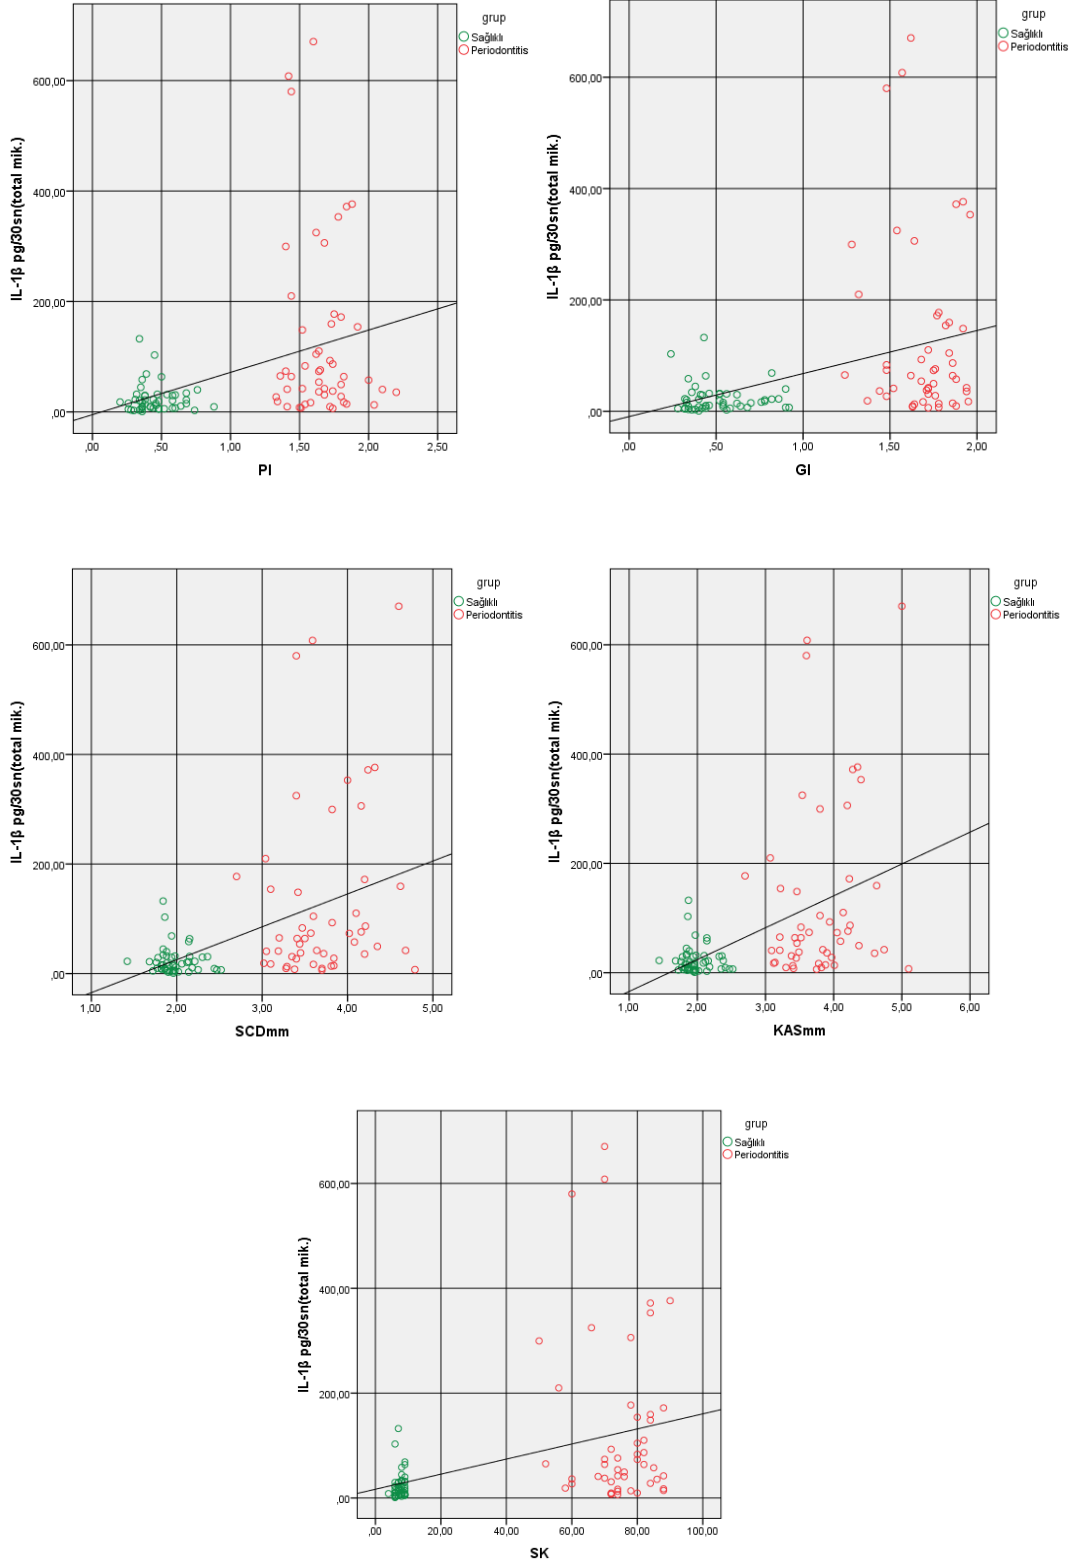 grup
Sağlıklı
Periodontitis
IL-1β pg/30sn(total mik.)
600,00
400,00
200,00
,00
,00 ,50 1,00 1,50 2,00 2,50
PI
grup
Sağlıklı
Periodontitis
IL-1β pg/30sn(total mik.)
600,00
400,00
200,00
,00
,00 ,50 1,00 1,50 2,00
GI
grup
Sağlıklı
Periodontitis
IL-1β pg/30sn(total mik.)
600,00
400,00
200,00
,00
1,00 2,00 3,00 4,00 5,00
SCDmm
grup
Sağlıklı
Periodontitis
IL-1β pg/30sn(total mik.)
600,00
400,00
200,00
,00
1,00 2,00 3,00 4,00 5,00 6,00
KASmm
grup
Sağlıklı
Periodontitis
IL-1β pg/30sn(total mik.)
600,00
400,00
200,00
,00
,00 20,00 40,00 60,00 80,00 100,00
SK